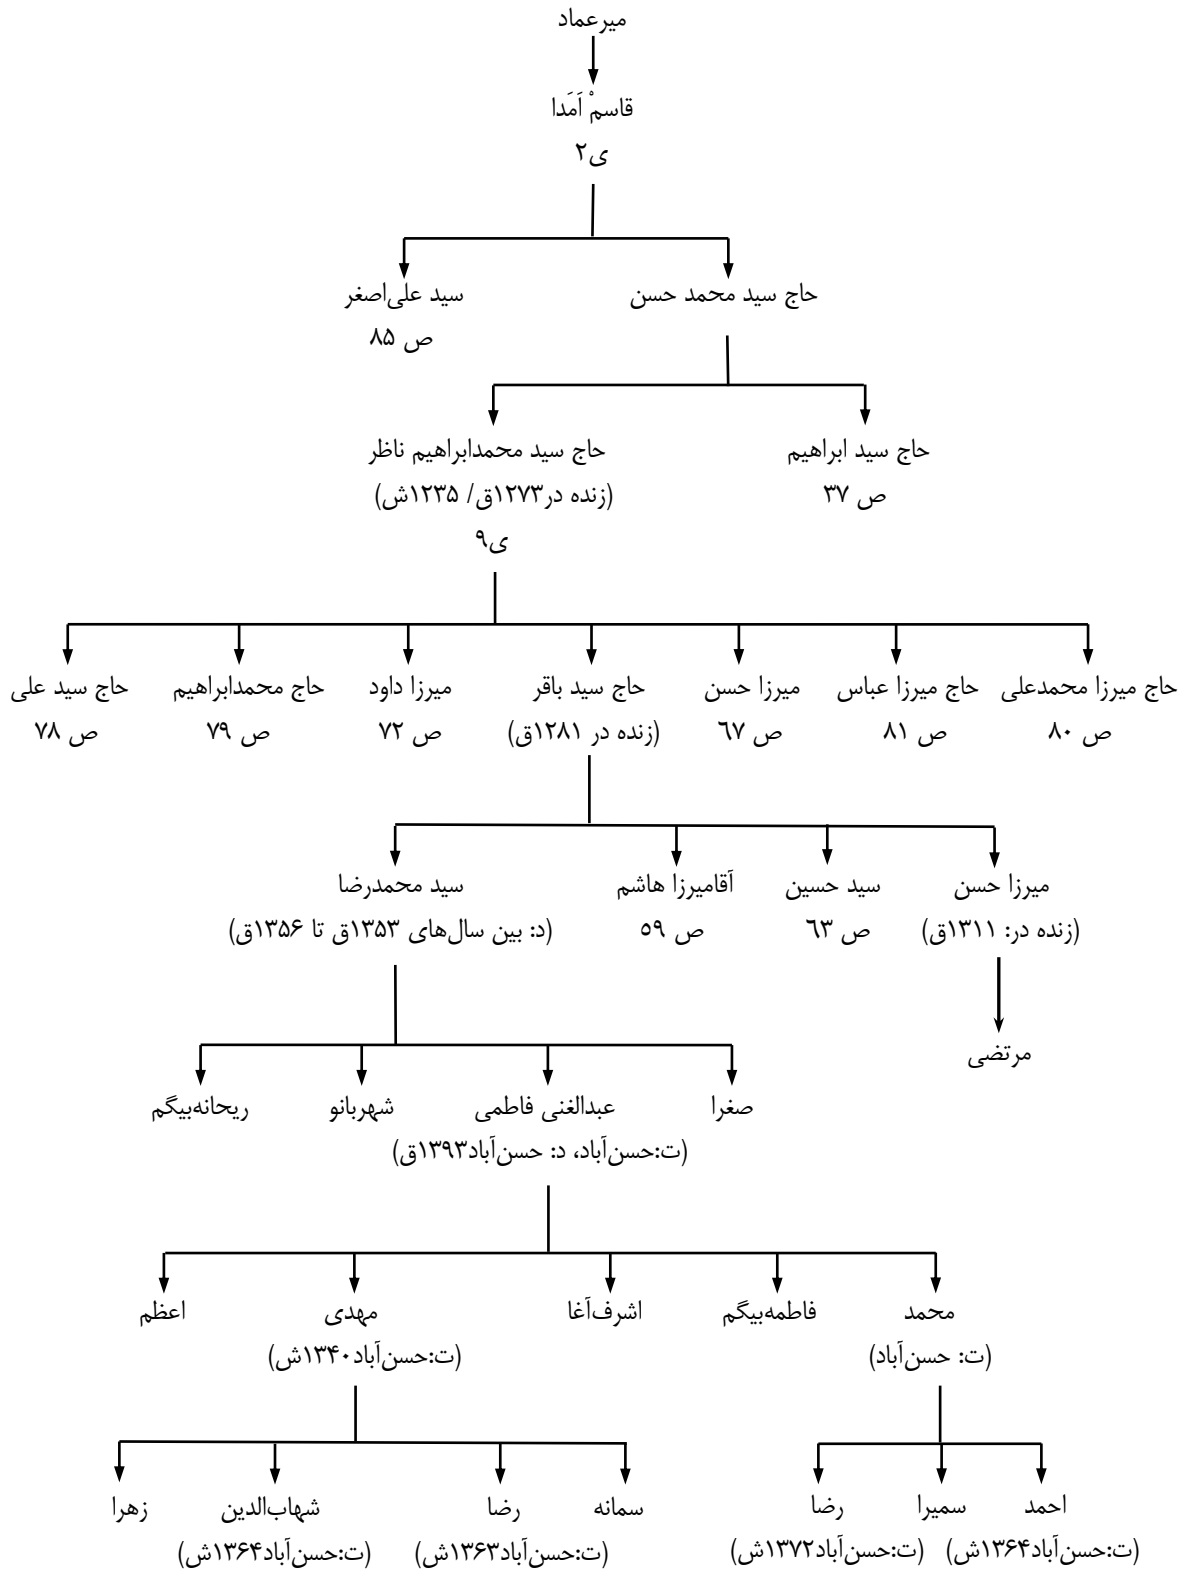 میرعماد
قاسمْ اَمَدا
ی۲
حاج سید محمد حسن
سید علی‌اصغر
ص ۸۵
حاج سید ابراهیم
حاج سید محمدابراهیم ناظر
ص ۳۷
(زنده در۱۲۷۳ق/ ۱۲۳۵ش)
ی۹
حاج میرزا محمدعلی
حاج میرزا عباس
میرزا حسن
حاج سید باقر
میرزا داود
حاج محمدابراهیم
حاج سید علی
ص ۸۰
ص ۸۱
ص ٦۷
(زنده در ۱۲۸۱ق)
ص ۷۲
ص ۷۹
ص ۷۸
میرزا حسن
سید حسین
آقامیرزا هاشم
سید محمدرضا
(زنده در: ۱۳۱۱ق)
ص ٦۳
ص ۵۹
(د: بین سال‌های ۱۳۵۳ق تا ۱۳۵۶ق)
مرتضی
صغرا
عبدالغنی فاطمی
شهربانو
ریحانه‌بیگم
(ت:حسن‌آباد، د: حسن‌آباد۱۳۹۳ق)
محمد
فاطمه‌بیگم
اشرف‌آغا
مهدی
اعظم
(ت: حسن‌آباد)
(ت:حسن‌آباد۱۳۴۰ش)
احمد
سمیرا
رضا
سمانه
رضا
شهاب‌الدین
زهرا
(ت:حسن‌آباد۱۳۶۴ش)
(ت:حسن‌آباد۱۳۷۲ش)
(ت:حسن‌آباد۱۳۶۳ش)
(ت:حسن‌آباد۱۳۶۴ش)